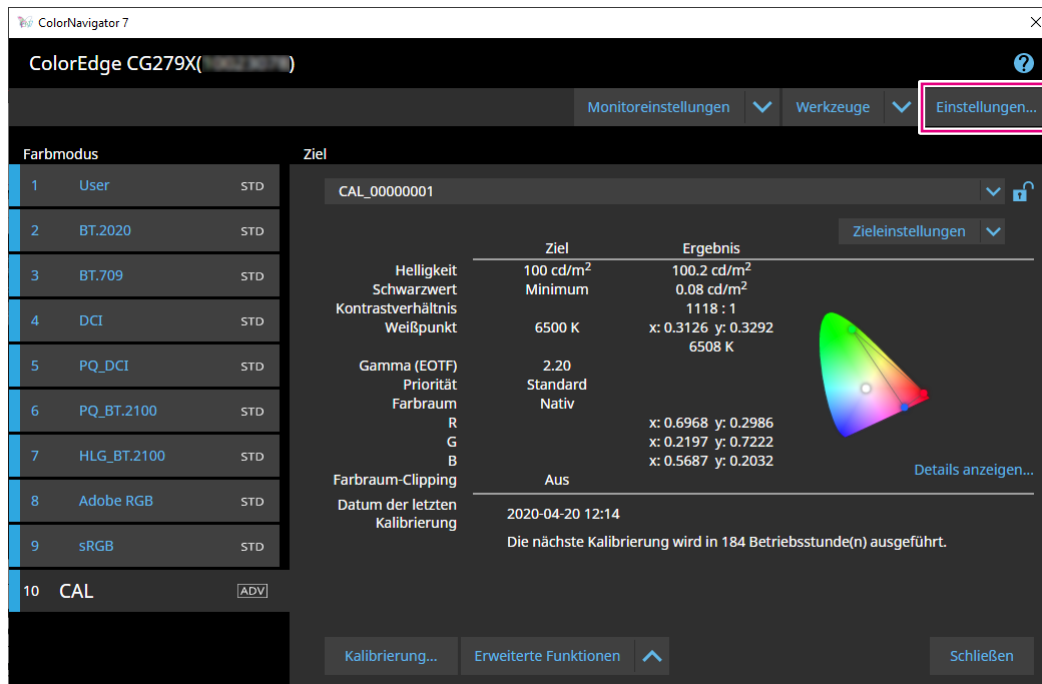 ColorNavigator 7
ColorEdge CG279X( )
Monitoreinstellungen Werkzeuge Einstellungen...
Farbmodus
1 User STD
2 BT.2020 STD
3 BT.709 STD
4 DCI STD
5 PQ_DCI STD
6 PQ_BT.2100 STD
7 HLG_BT.2100 STD
8 Adobe RGB STD
9 sRGB STD
10 CAL ADV
Ziel
CAL_00000001
Zieleinstellungen
Ziel Ergebnis
Helligkeit 100 cd/m² 100.2 cd/m²
Schwarzwert Minimum 0.08 cd/m²
Kontrastverhältnis 1118 : 1
Weißpunkt 6500 K x: 0.3126 y: 0.3292
6508 K
Gamma (EOTF) 2.20
Priorität Standard
Farbraum Nativ
R x: 0.6968 y: 0.2986
G x: 0.2197 y: 0.7222
B x: 0.5687 y: 0.2032
Farbraum-Clipping Aus
Details anzeigen...
Datum der letzten
Kalibrierung
2020-04-20 12:14
Die nächste Kalibrierung wird in 184 Betriebsstunde(n) ausgeführt.
Kalibrierung... Erweiterte Funktionen Schließen